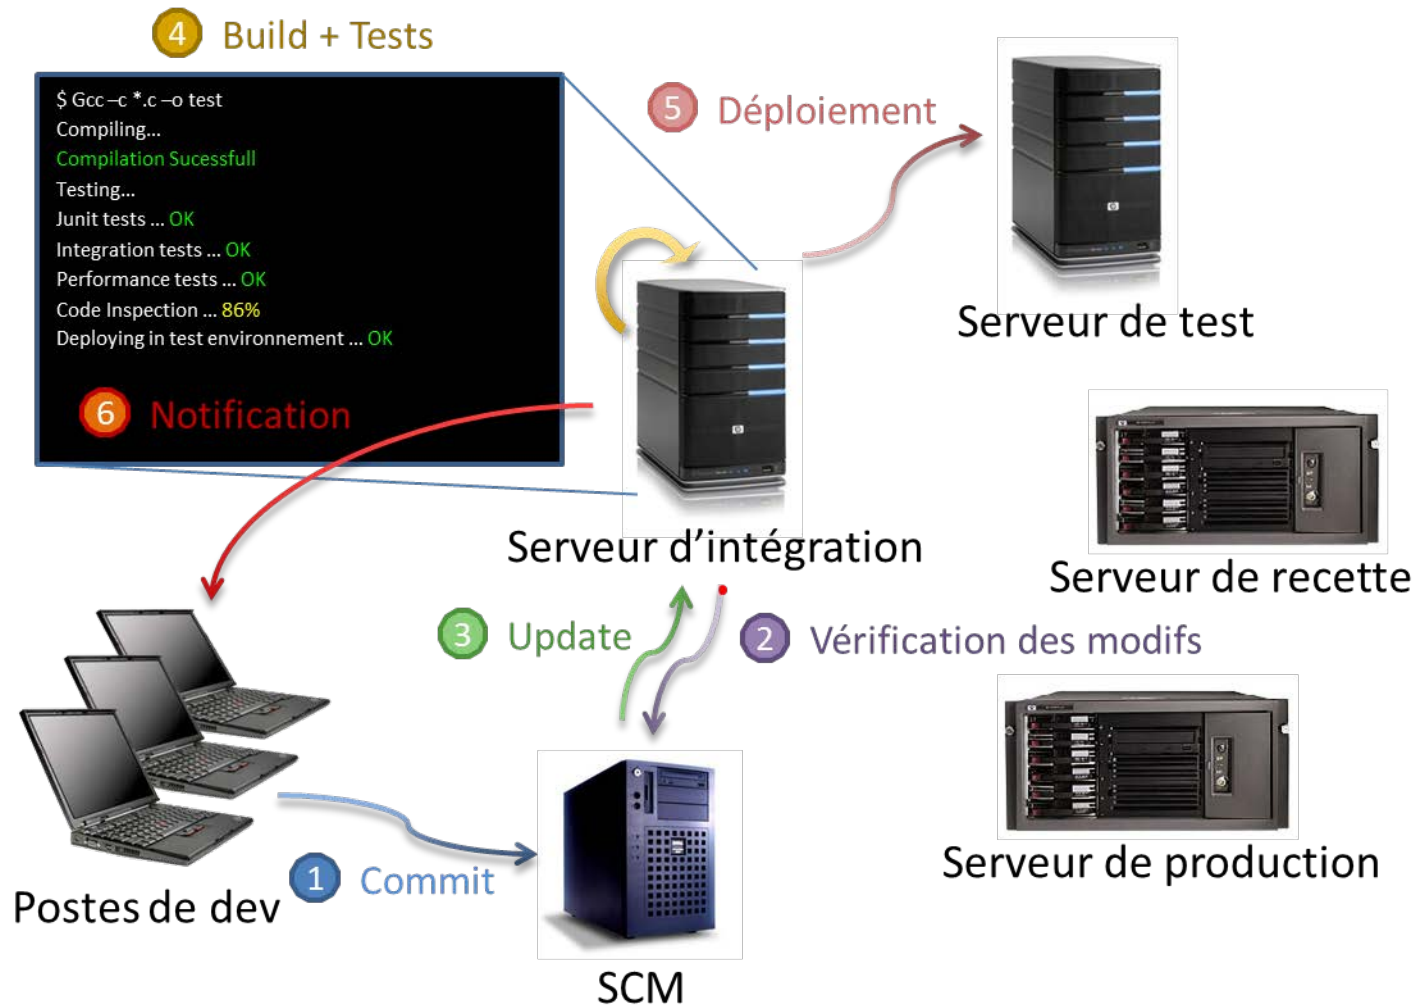 4 Build + Tests
$ Gcc –c *.c –o test
Compiling...
Compilation Sucessfull
Testing...
Junit tests ... OK
Integration tests ... OK
Performance tests ... OK
Code Inspection ... 86%
Deploying in test environnement ... OK
6 Notification
5 Déploiement
Serveur de test
Serveur d’intégration
Serveur de recette
3 Update
2 Vérification des modifs
Serveur de production
1 Commit
Postes de dev
SCM